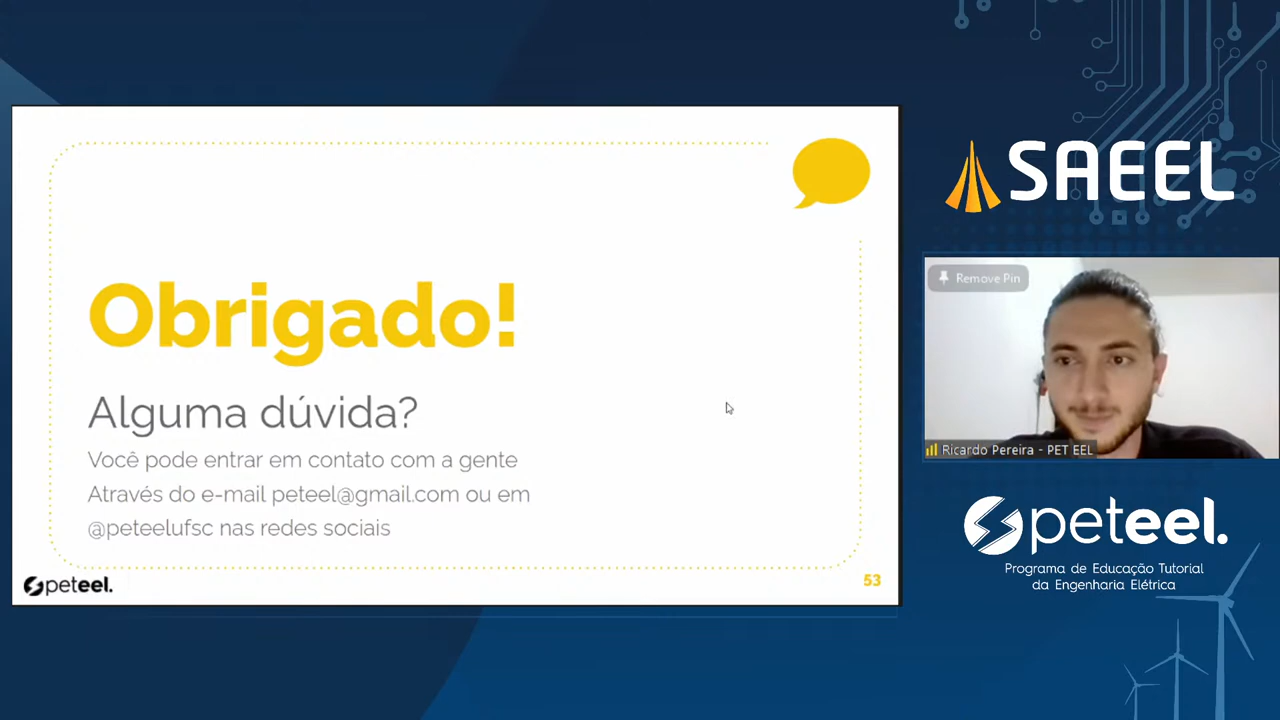 Obrigado!
Alguma dúvida?
Você pode entrar em contato com a gente
Através do e-mail peteel@gmail.com ou em
@peteelufsc nas redes sociais
peteel.
53
SAEEL
Remove Pin
Ricardo Pereira - PET EEL
peteel.
Programa de Educação Tutorial
da Engenharia Elétrica